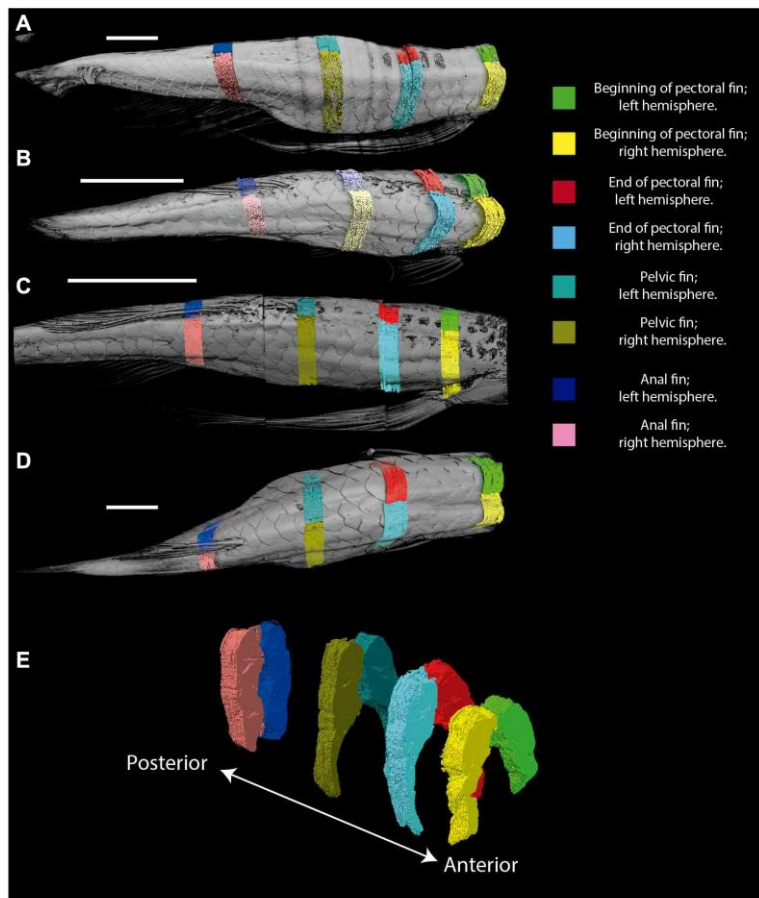 A
B
C
D
E
Beginning of pectoral fin;
left hemisphere.
Beginning of pectoral fin;
right hemisphere.
End of pectoral fin;
left hemisphere.
End of pectoral fin;
right hemisphere.
Pelvic fin;
left hemisphere.
Pelvic fin;
right hemisphere.
Anal fin;
left hemisphere.
Anal fin;
right hemisphere.
Posterior
Anterior